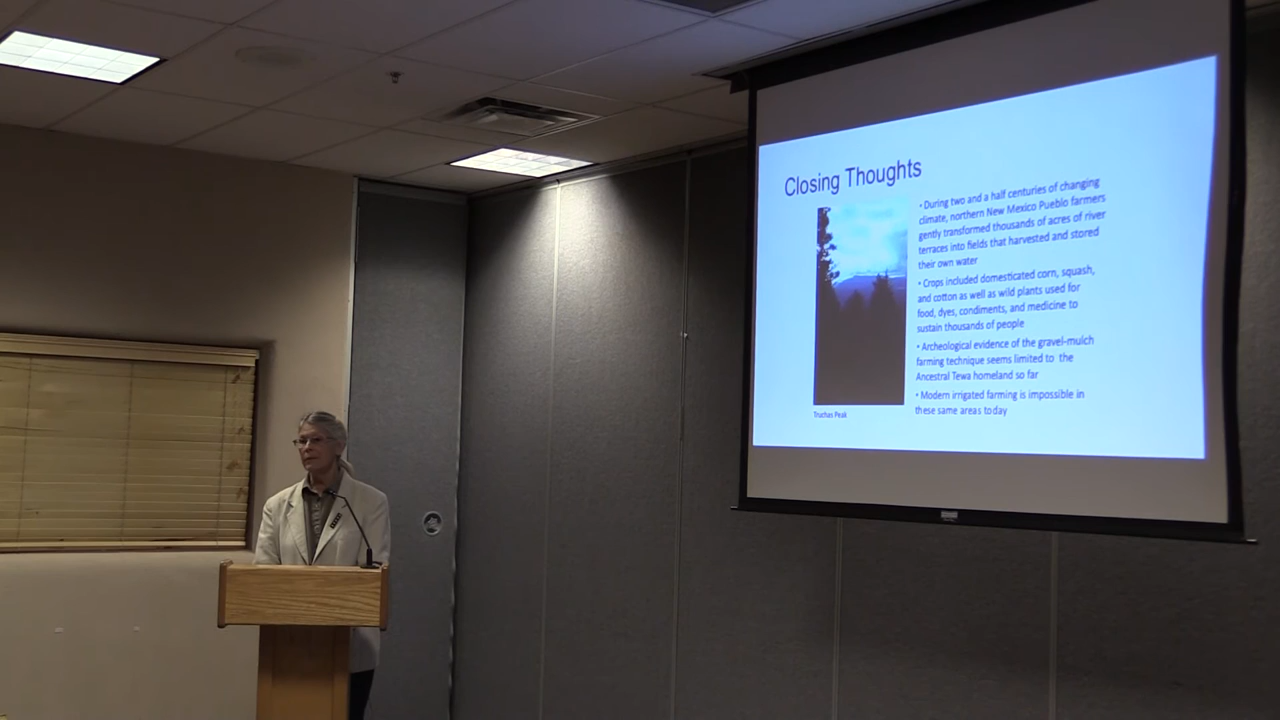 Closing Thoughts
• During two and a half centuries of changing
climate, northern New Mexico Pueblo farmers
gently transformed thousands of acres of river
terraces into fields that harvested and stored
their own water
• Crops included domesticated corn, squash,
and cotton as well as wild plants used for
food, dyes, condiments, and medicine to
sustain thousands of people
• Archeological evidence of the gravel-mulch
farming technique seems limited to the
Ancestral Tewa homeland so far
• Modern irrigated farming is impossible in
these same areas today
Truchas Peak